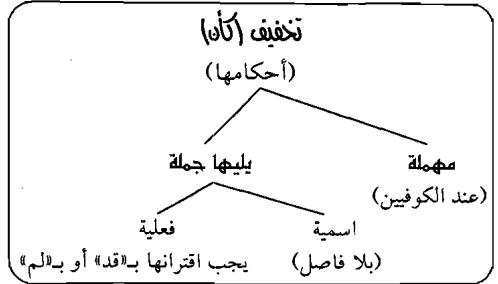 تخفيف (كأن)
(أحكامها)
مهملة
(عند الكوفيين)
يليها جملة
اسمية
(بلا فاصل)
فعلية
يجب اقترانها بـ«قد» أو بـ«لم»